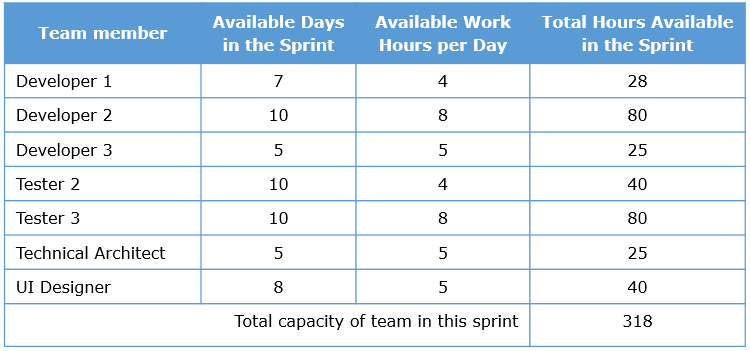 Team member Available Days in the Sprint Available Work Hours per Day Total Hours Available in the Sprint
Developer 1 7 4 28
Developer 2 10 8 80
Developer 3 5 5 25
Tester 2 10 4 40
Tester 3 10 8 80
Technical Architect 5 5 25
UI Designer 8 5 40
Total capacity of team in this sprint 318